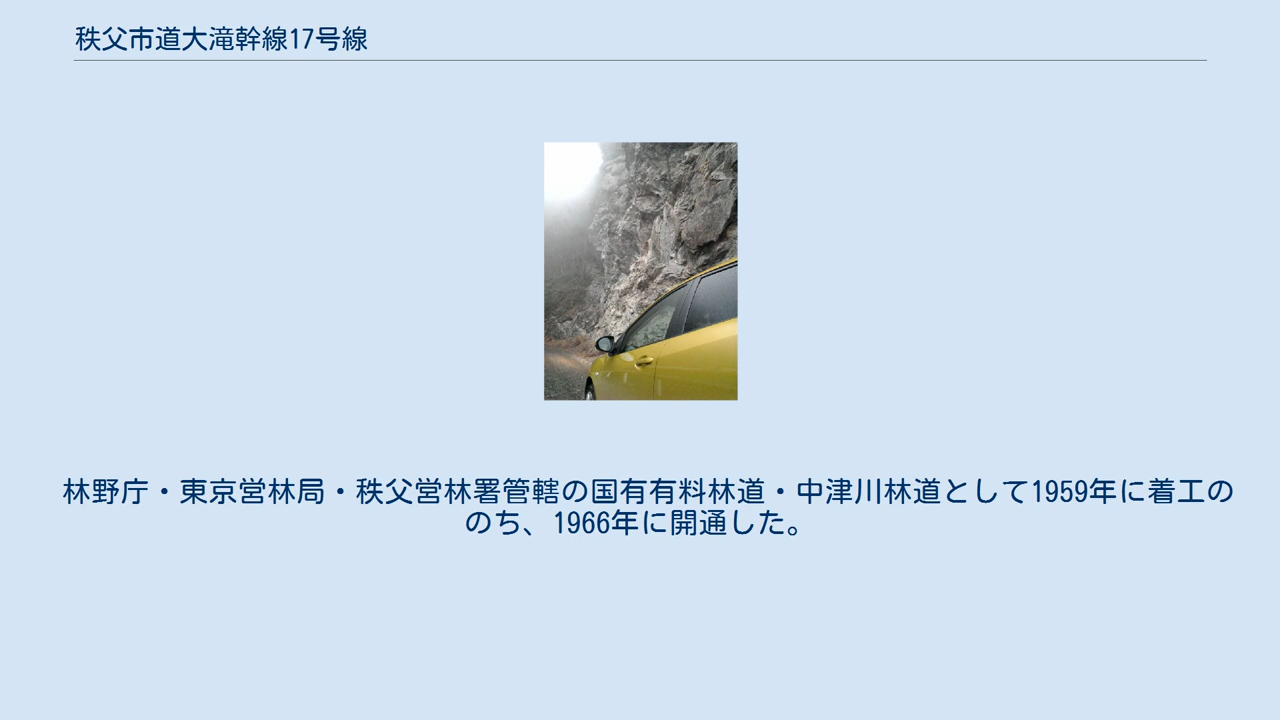 秩父市道大滝幹線17号線
林野庁・東京営林局・秩父営林署管轄の国有有料林道・中津川林道として1959年に着工の
のち、1966年に開通した。